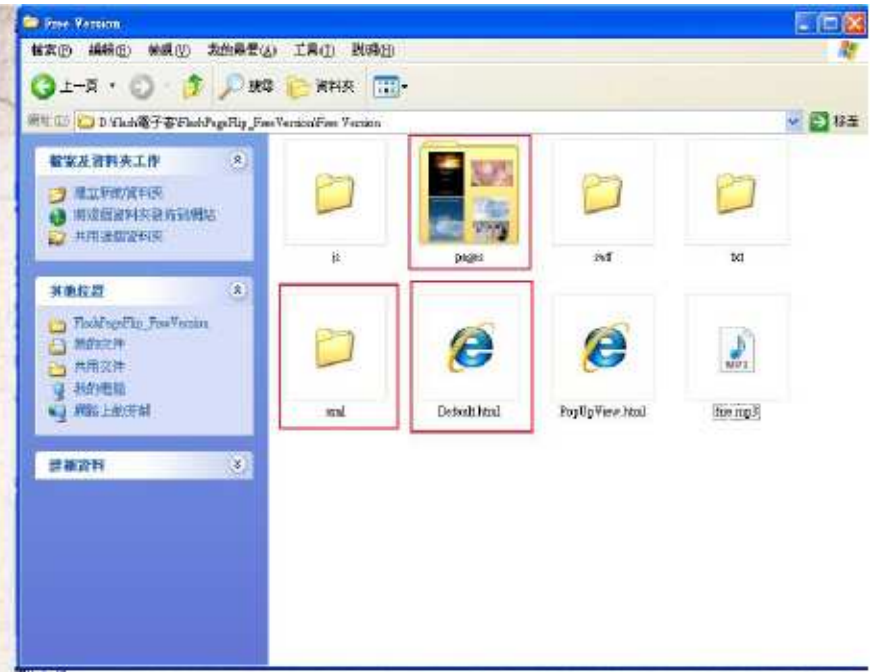 Free Version
檔案(F) 編輯(E) 檢視(V) 我的最愛(A) 工具(T) 說明(H)
上一頁 搜尋 資料夾
網址(D) D:\flash電子書\FlashPageFlip_FreeVersion\Free Version 移至
檔案及資料夾工作
建立新的資料夾
將這個資料夾發佈到網站
共用這個資料夾
其他位置
FlashPageFlip_FreeVersion
我的文件
共用文件
我的電腦
網路上的芳鄰
詳細資料
js pages swf txt
xml Default.html PopUpView.html fire.mp3
MP3